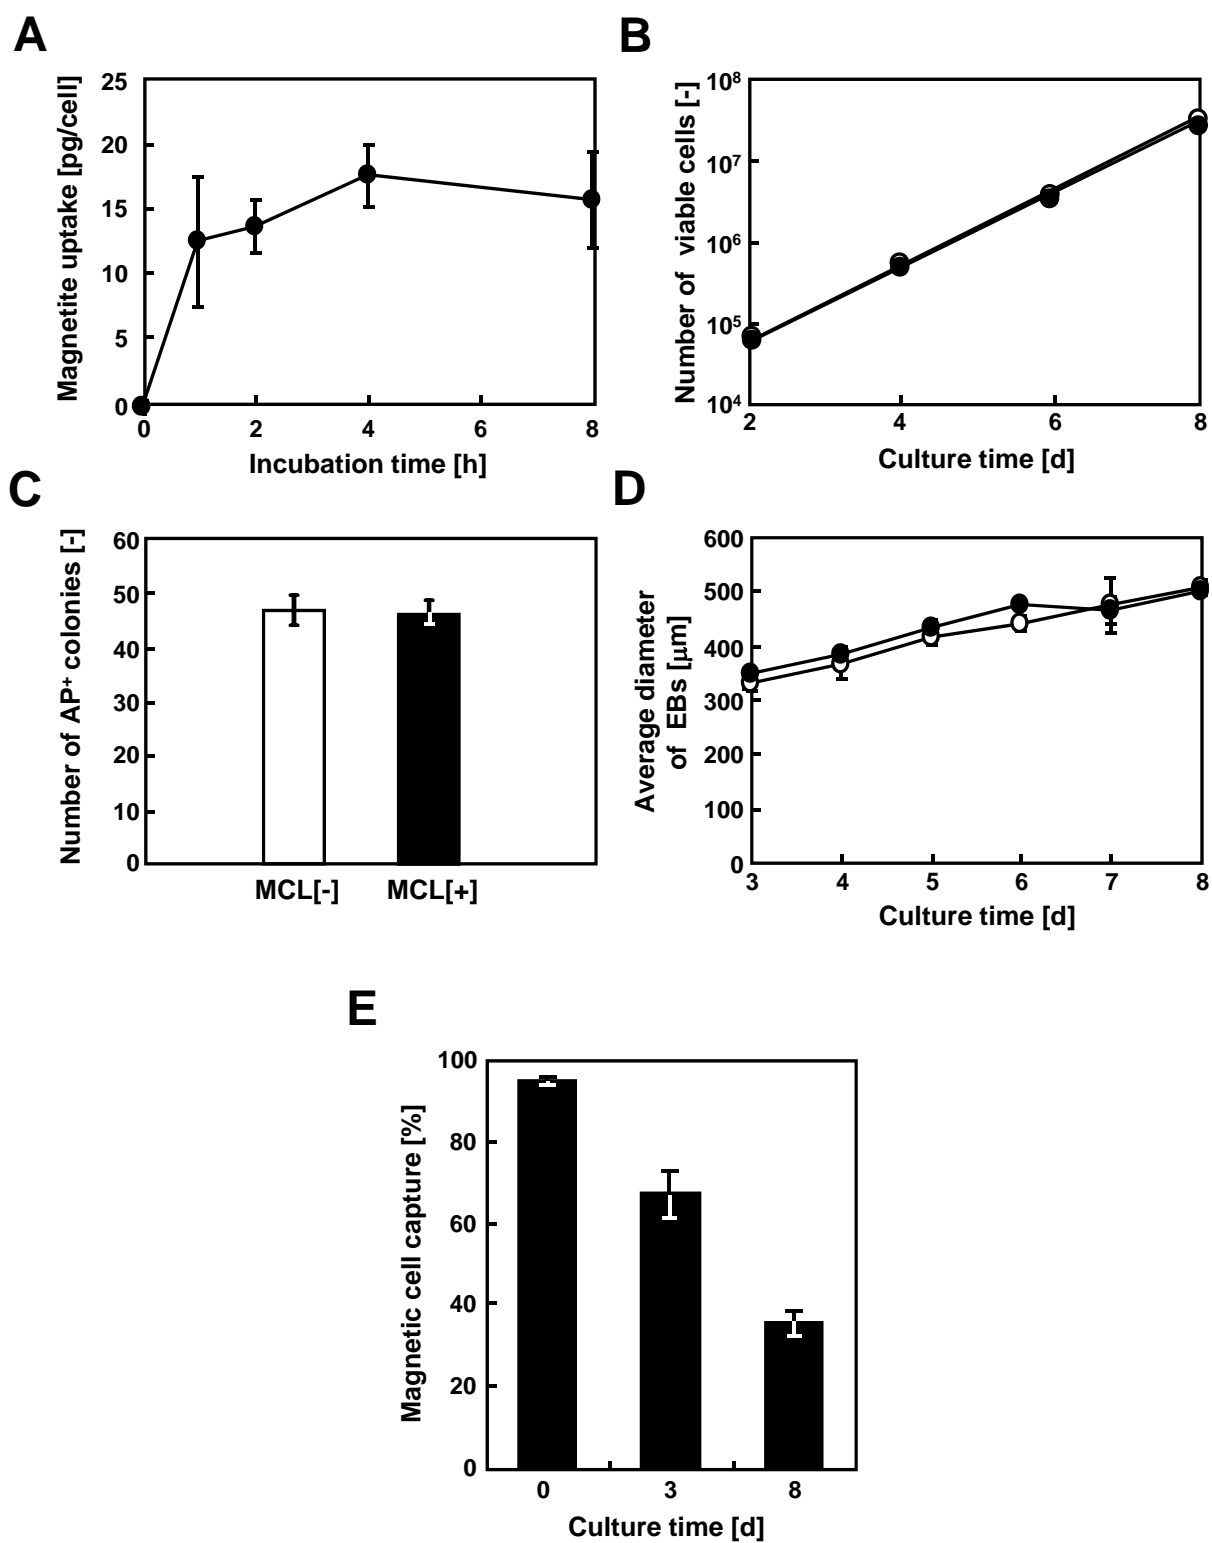 A
Magnetite uptake [pg/cell]
25
20
15
10
5
0
0 2 4 6 8
Incubation time [h]
B
Number of viable cells [-]
10⁸
10⁷
10⁶
10⁵
10⁴
2 4 6 8
Culture time [d]
C
Number of AP⁺ colonies [-]
60
50
40
30
20
10
0
MCL[-] MCL[+]
D
Average diameter
of EBs [μm]
600
500
400
300
200
100
0
3 4 5 6 7 8
Culture time [d]
E
Magnetic cell capture [%]
100
80
60
40
20
0
0 3 8
Culture time [d]